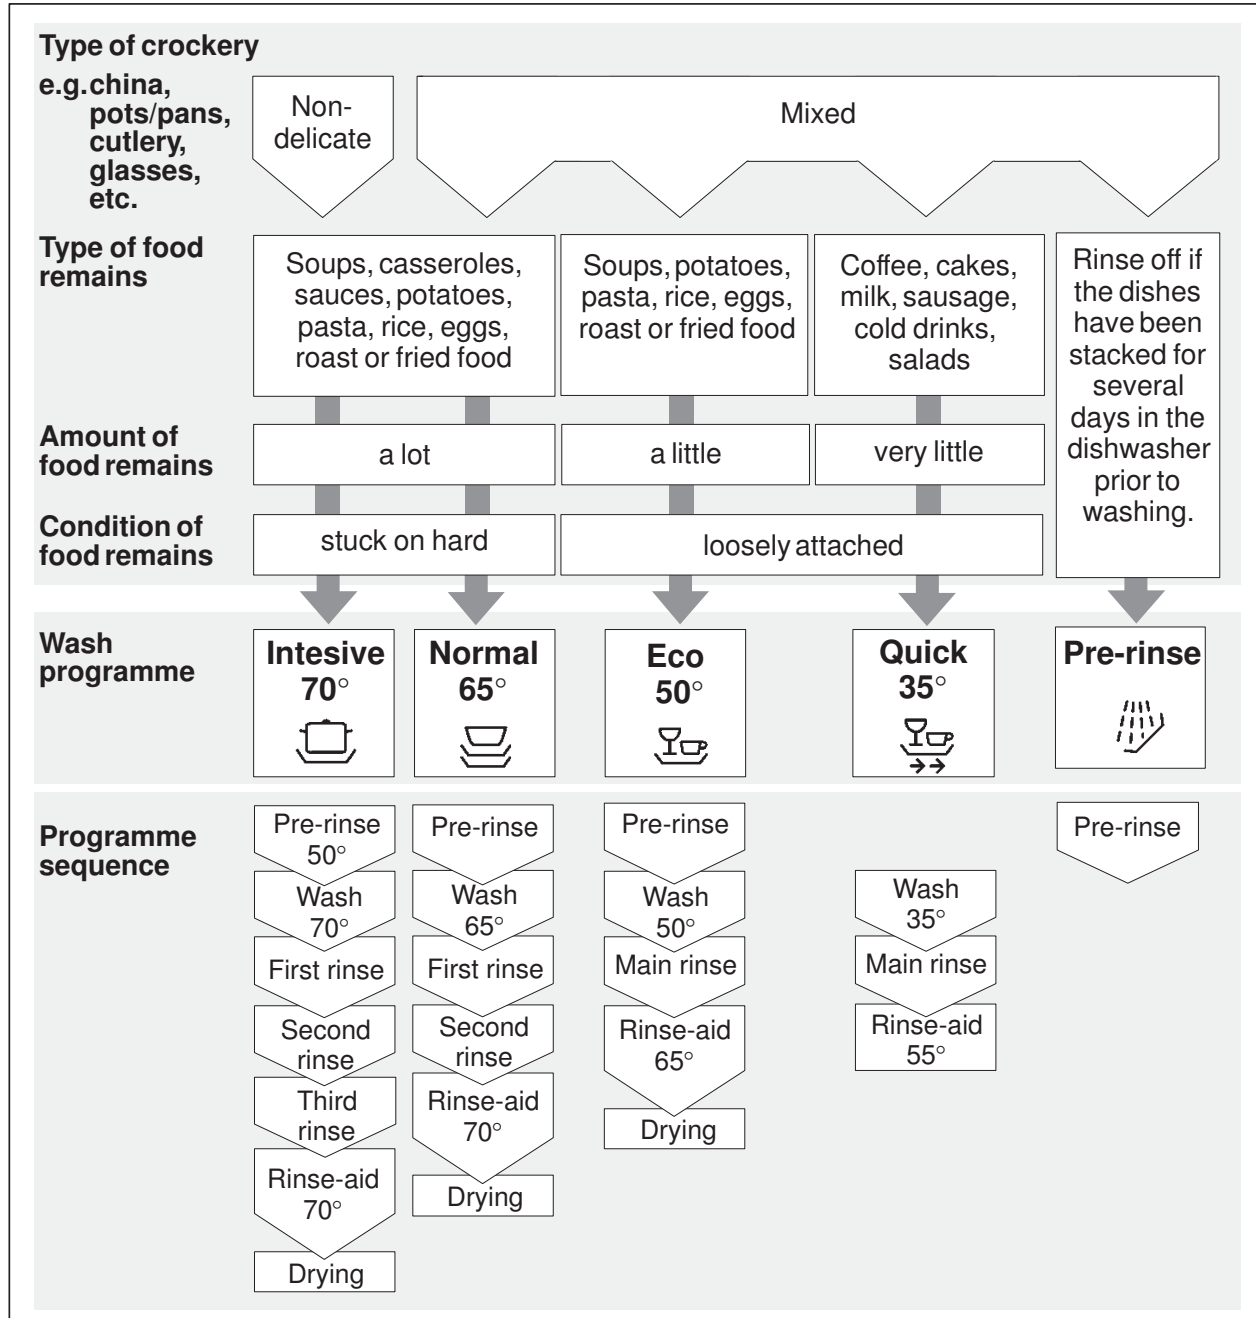 Type of crockery
e.g. china,
pots/pans,
cutlery,
glasses,
etc.
Non-
delicate
Mixed
Type of food
remains
Soups, casseroles,
sauces, potatoes,
pasta, rice, eggs,
roast or fried food
Soups, potatoes,
pasta, rice, eggs,
roast or fried food
Coffee, cakes,
milk, sausage,
cold drinks,
salads
Rinse off if
the dishes
have been
stacked for
several
days in the
dishwasher
prior to
washing.
Amount of
food remains
a lot
a little
very little
Condition of
food remains
stuck on hard
loosely attached
Wash
programme
Intesive
70°
Normal
65°
Eco
50°
Quick
35°
Pre-rinse
Programme
sequence
Pre-rinse
50°
Wash
70°
First rinse
Second
rinse
Third
rinse
Rinse-aid
70°
Drying
Pre-rinse
Wash
65°
First rinse
Second
rinse
Rinse-aid
70°
Drying
Pre-rinse
Wash
50°
Main rinse
Rinse-aid
65°
Drying
Wash
35°
Main rinse
Rinse-aid
55°
Pre-rinse